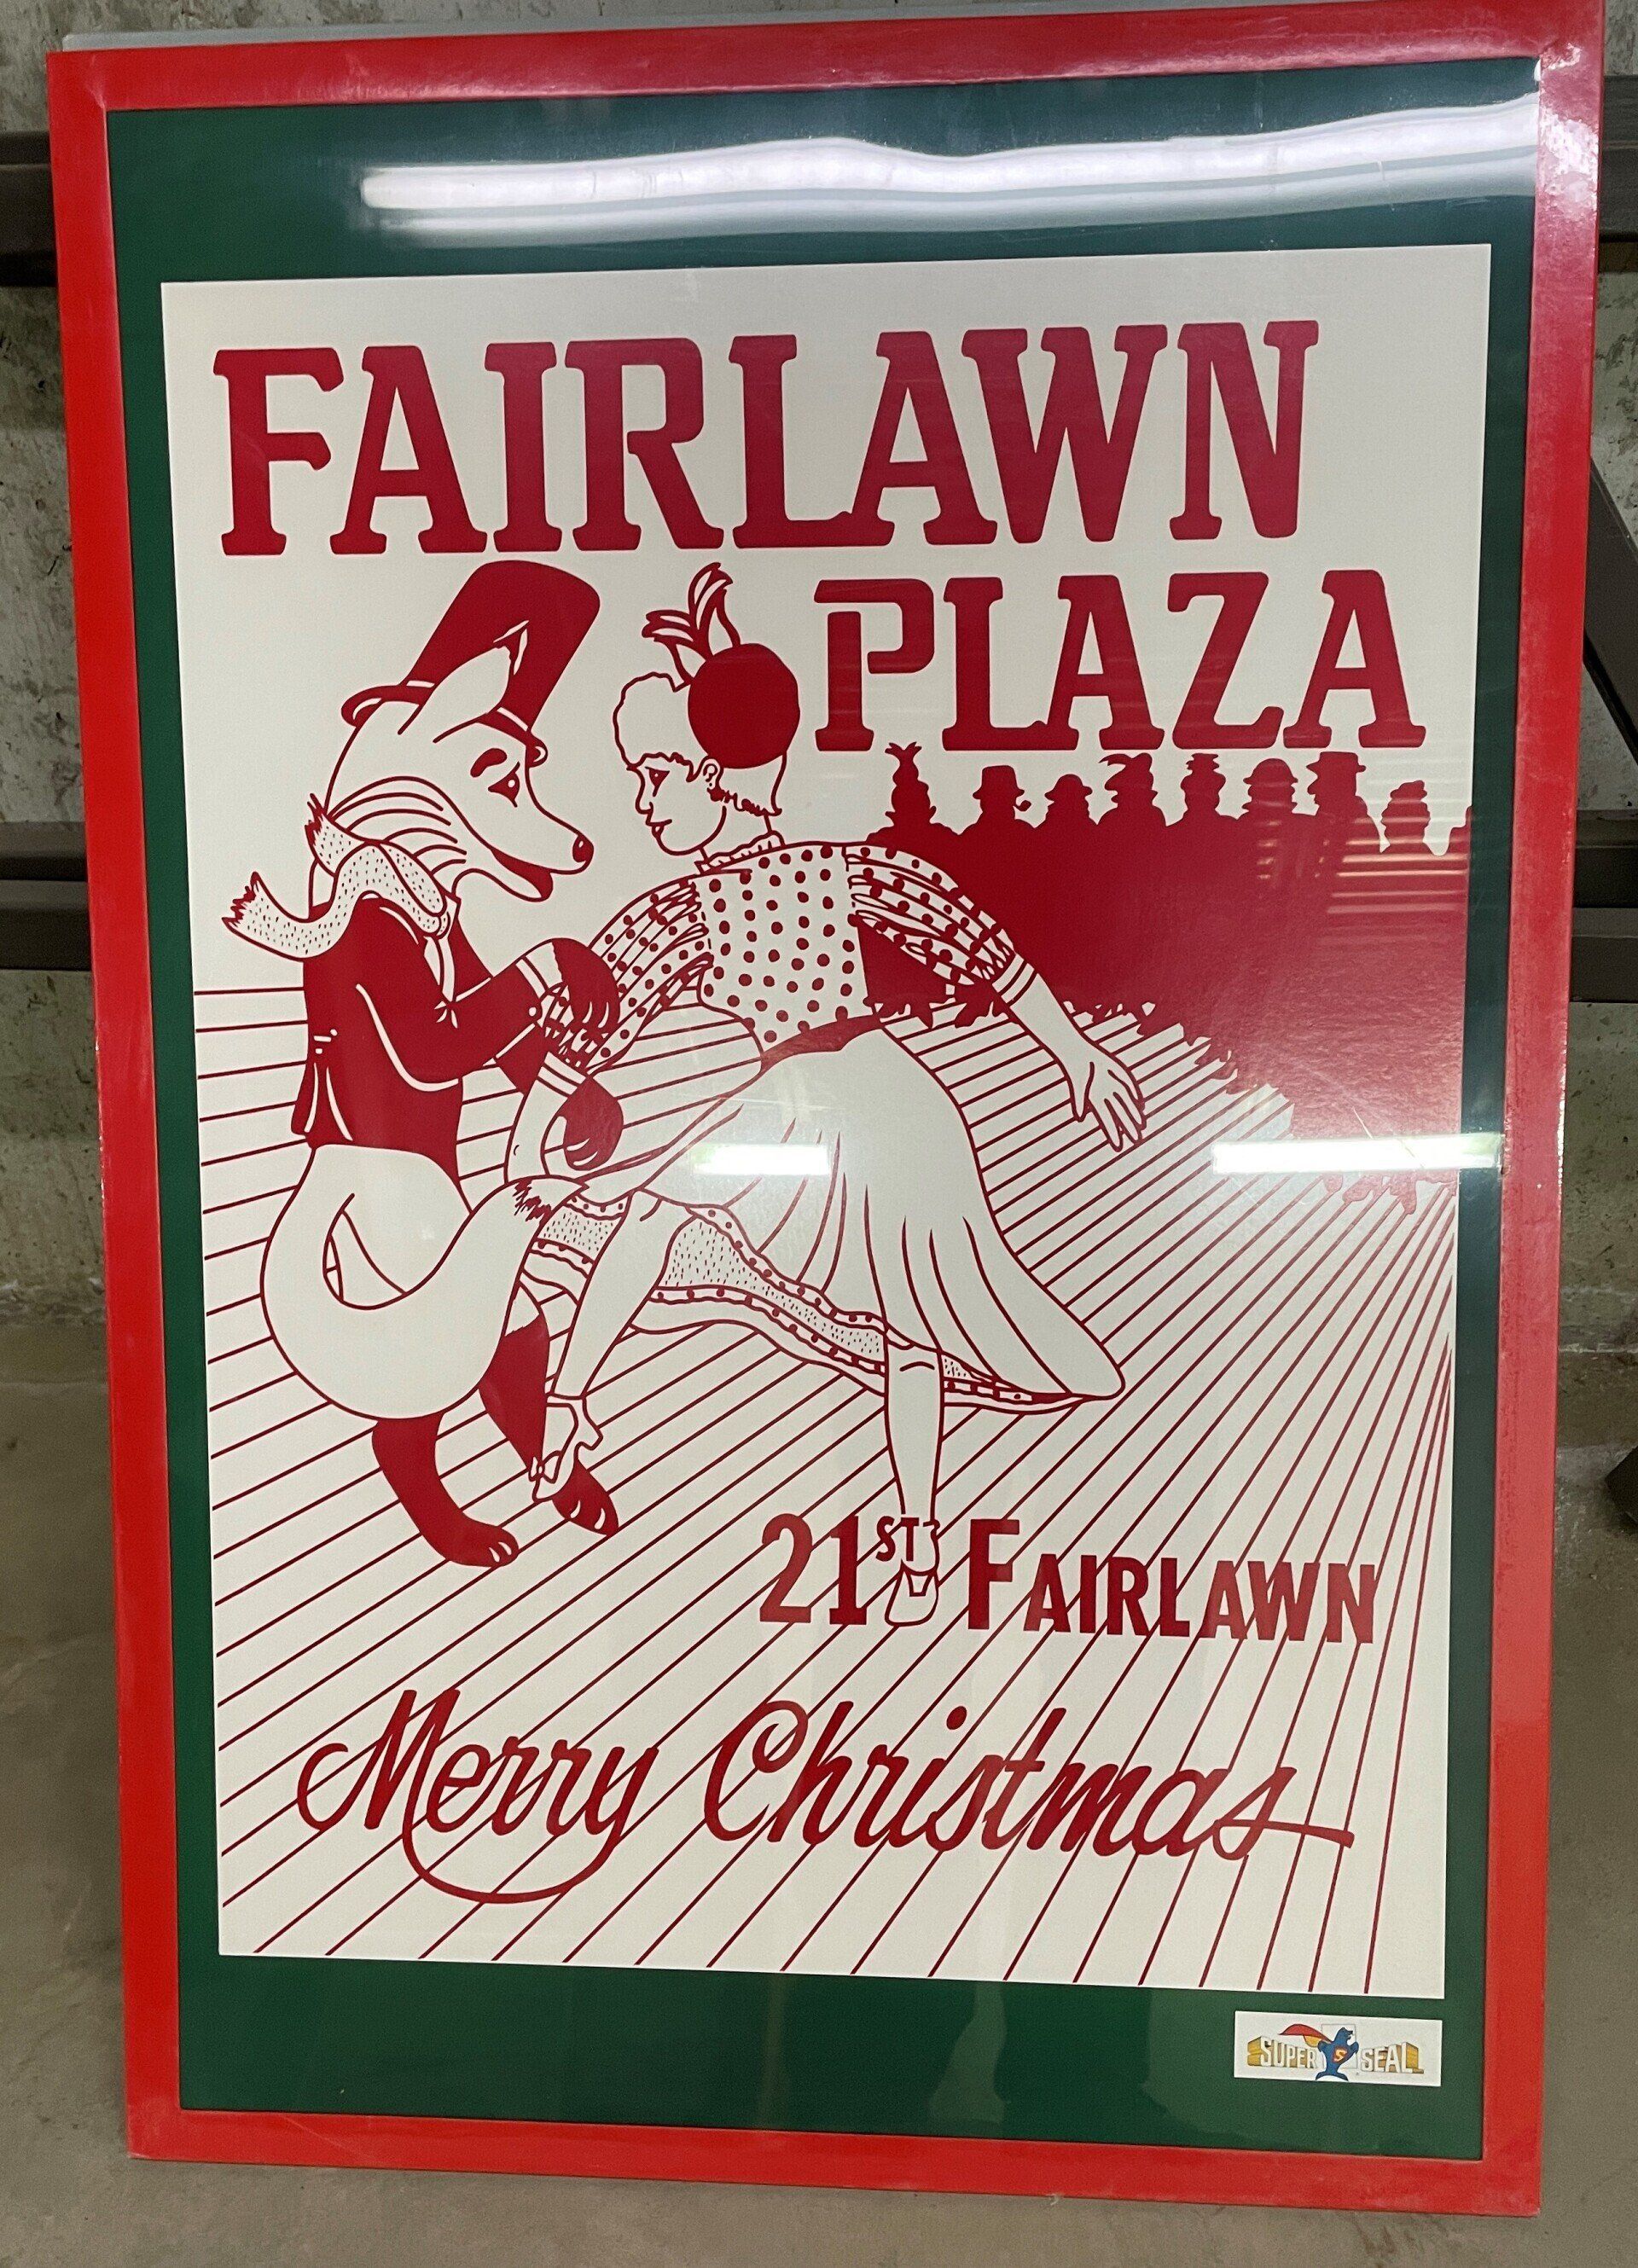 FAIRLAWN
PLAZA
21ST FAIRLAWN
Merry Christmas
SUPER S SEAL